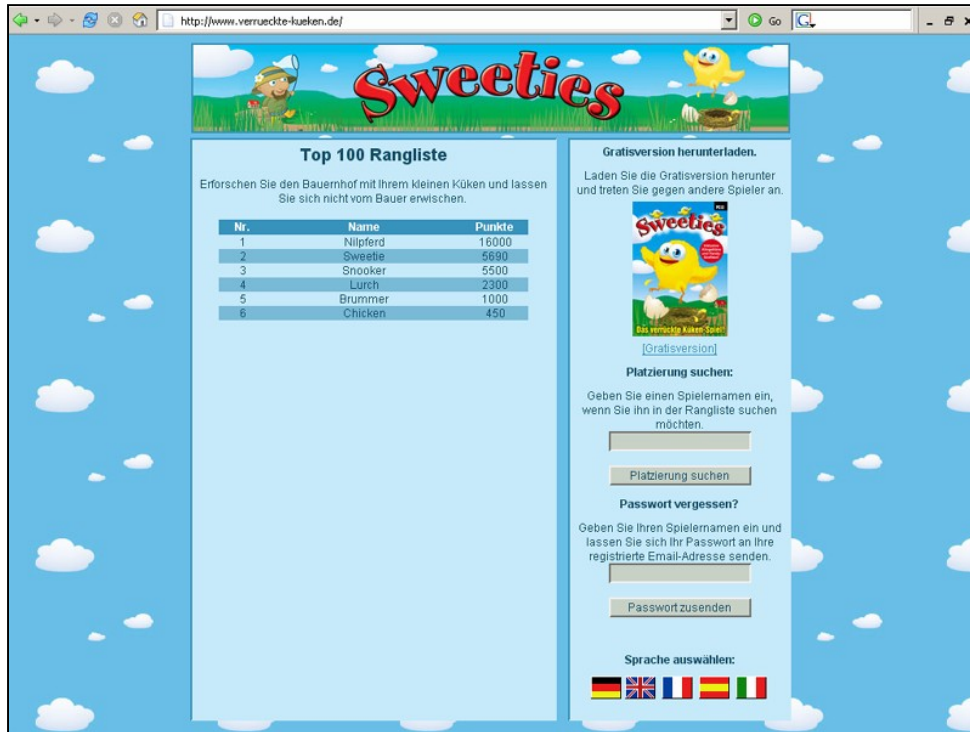 http://www.verrueckte-kueken.de/
Go
Sweeties
Top 100 Rangliste
Erforschen Sie den Bauernhof mit Ihrem kleinen Küken und lassen
Sie sich nicht vom Bauer erwischen.
Nr. Name Punkte
1 Nilpferd 16000
2 Sweetie 5690
3 Snooker 5500
4 Lurch 2300
5 Brummer 1000
6 Chicken 450
Gratisversion herunterladen.
Laden Sie die Gratisversion herunter
und treten Sie gegen andere Spieler an.
Sweeties
Das verrückte Küken-Spiel!
[Gratisversion]
Platzierung suchen:
Geben Sie einen Spielernamen ein,
wenn Sie ihn in der Rangliste suchen
möchten.
Platzierung suchen
Passwort vergessen?
Geben Sie Ihren Spielernamen ein und
lassen Sie sich Ihr Passwort an Ihre
registrierte Email-Adresse senden.
Passwort zusenden
Sprache auswählen: